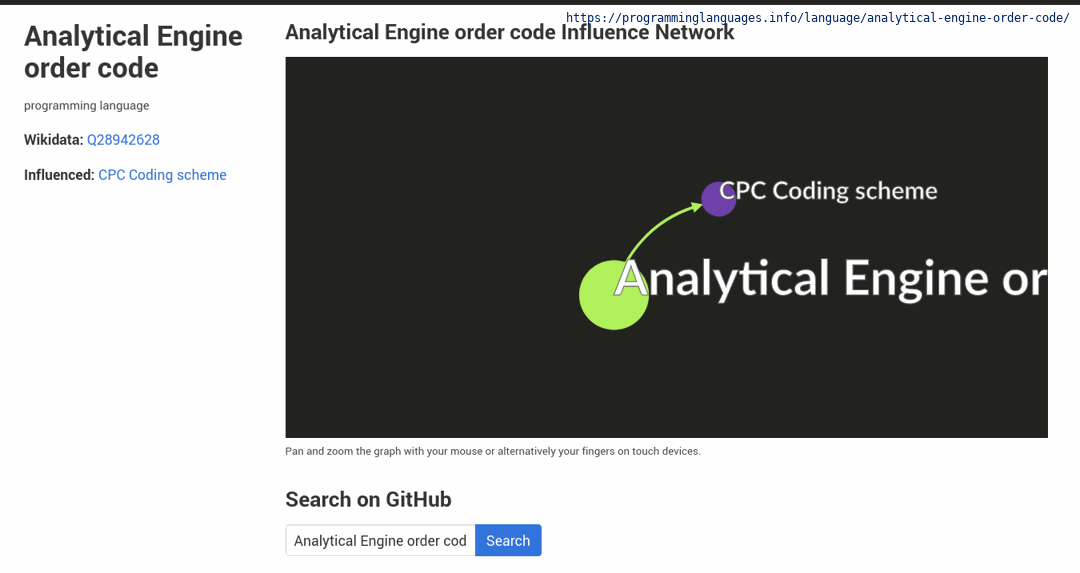 https://programminglanguages.info/language/analytical-engine-order-code/
Analytical Engine
order code
programming language
Wikidata: Q28942628
Influenced: CPC Coding scheme
Analytical Engine order code Influence Network
CPC Coding scheme
Analytical Engine or
Pan and zoom the graph with your mouse or alternatively your fingers on touch devices.
Search on GitHub
Analytical Engine order cod
Search